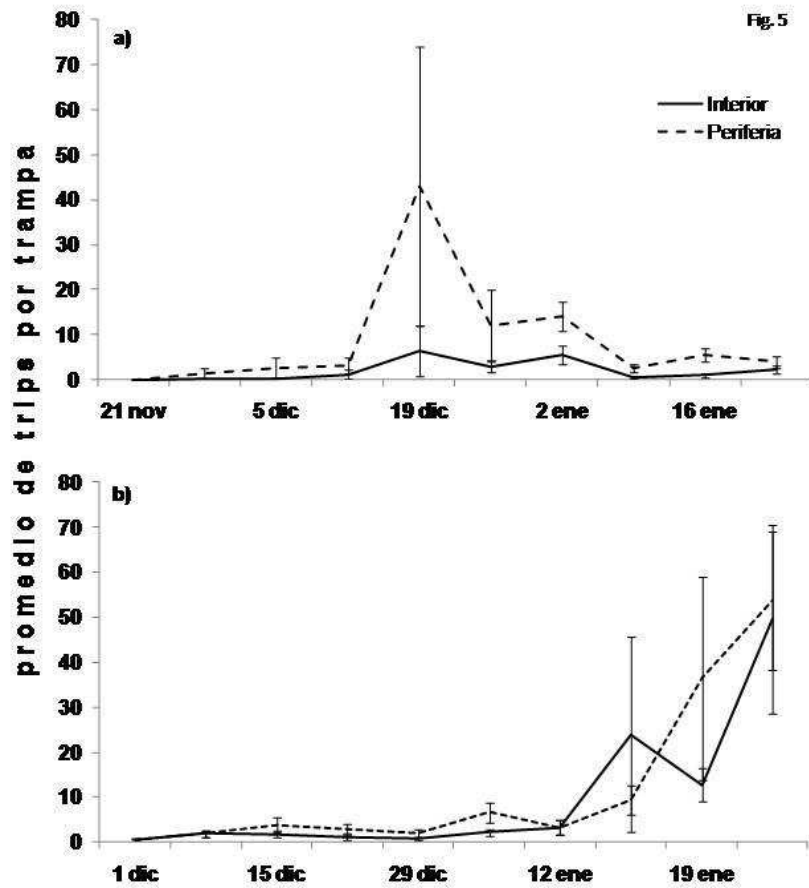 Fig. 5
a)
Interior
Periferia
80
70
60
50
40
30
20
10
0
21 nov 5 dic 19 dic 2 ene 16 ene
promedio de trips por trampa
b)
80
70
60
50
40
30
20
10
0
1 dic 15 dic 29 dic 12 ene 19 ene